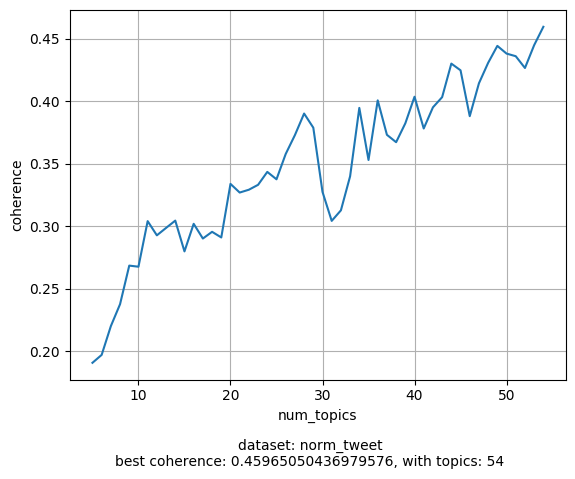 0.45
0.40
0.35
0.30
0.25
0.20
coherence
10 20 30 40 50
num_topics
dataset: norm_tweet
best coherence: 0.45965050436979576, with topics: 54